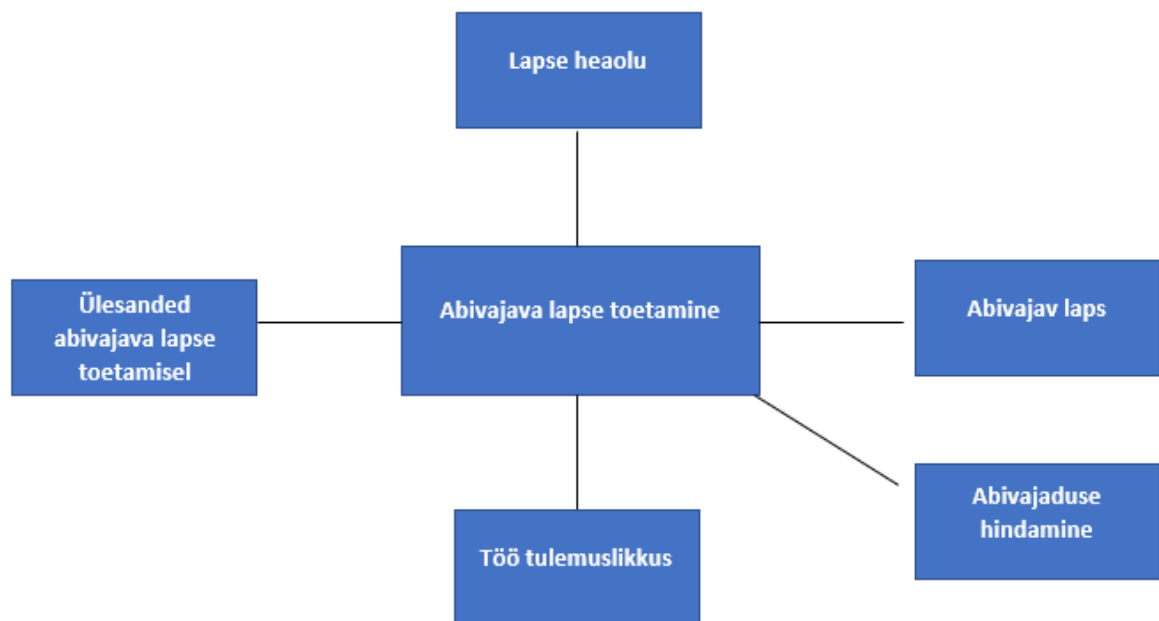 Lapse heaolu
Ülesanded
abivajava lapse
toetamisel
Abivajava lapse toetamine
Abivajav laps
Abivajaduse
hindamine
Töö tulemuslikkus